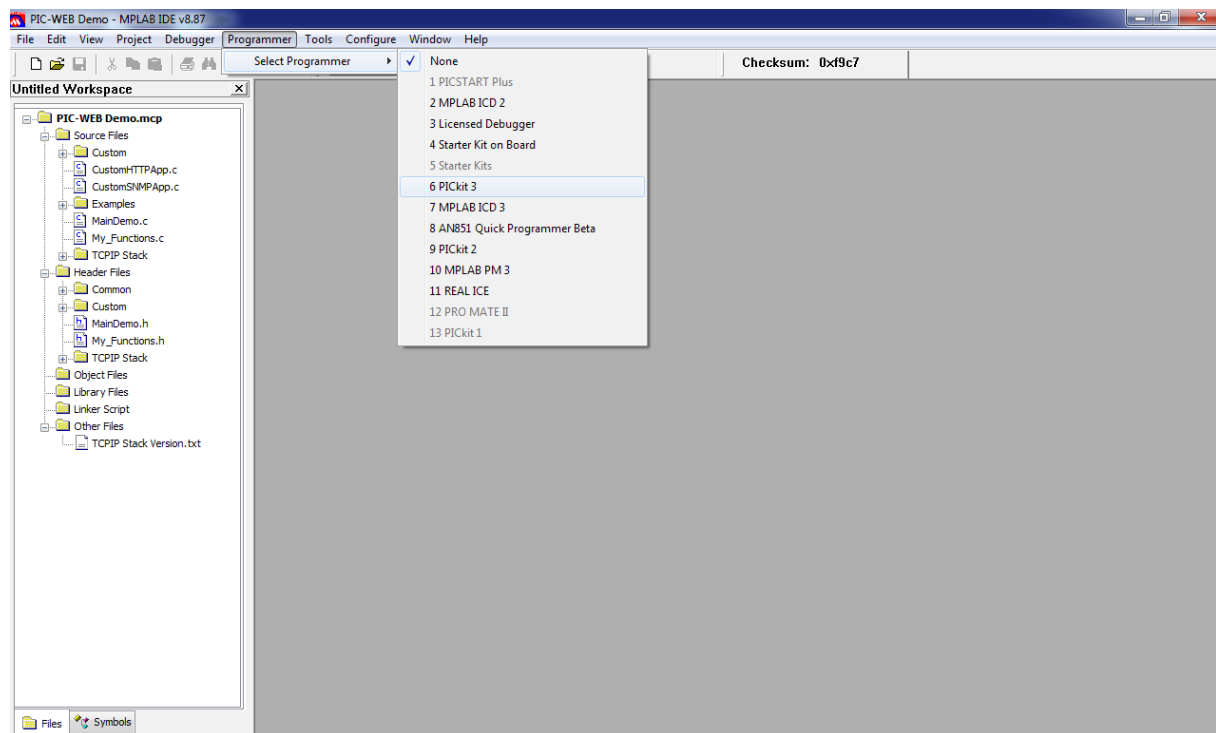 PIC-WEB Demo - MPLAB IDE v8.87
File Edit View Project Debugger Programmer Tools Configure Window Help
Select Programmer
Checksum: 0xf9c7
None
1 PICSTART Plus
2 MPLAB ICD 2
3 Licensed Debugger
4 Starter Kit on Board
5 Starter Kits
6 PICkit 3
7 MPLAB ICD 3
8 AN851 Quick Programmer Beta
9 PICkit 2
10 MPLAB PM 3
11 REAL ICE
12 PRO MATE II
13 PICkit 1
Untitled Workspace
PIC-WEB Demo.mcp
Source Files
Custom
CustomHTTPApp.c
CustomSNMPApp.c
Examples
MainDemo.c
My_Functions.c
TCPIP Stack
Header Files
Common
Custom
MainDemo.h
My_Functions.h
TCPIP Stack
Object Files
Library Files
Linker Script
Other Files
TCPIP Stack Version.txt
Files Symbols